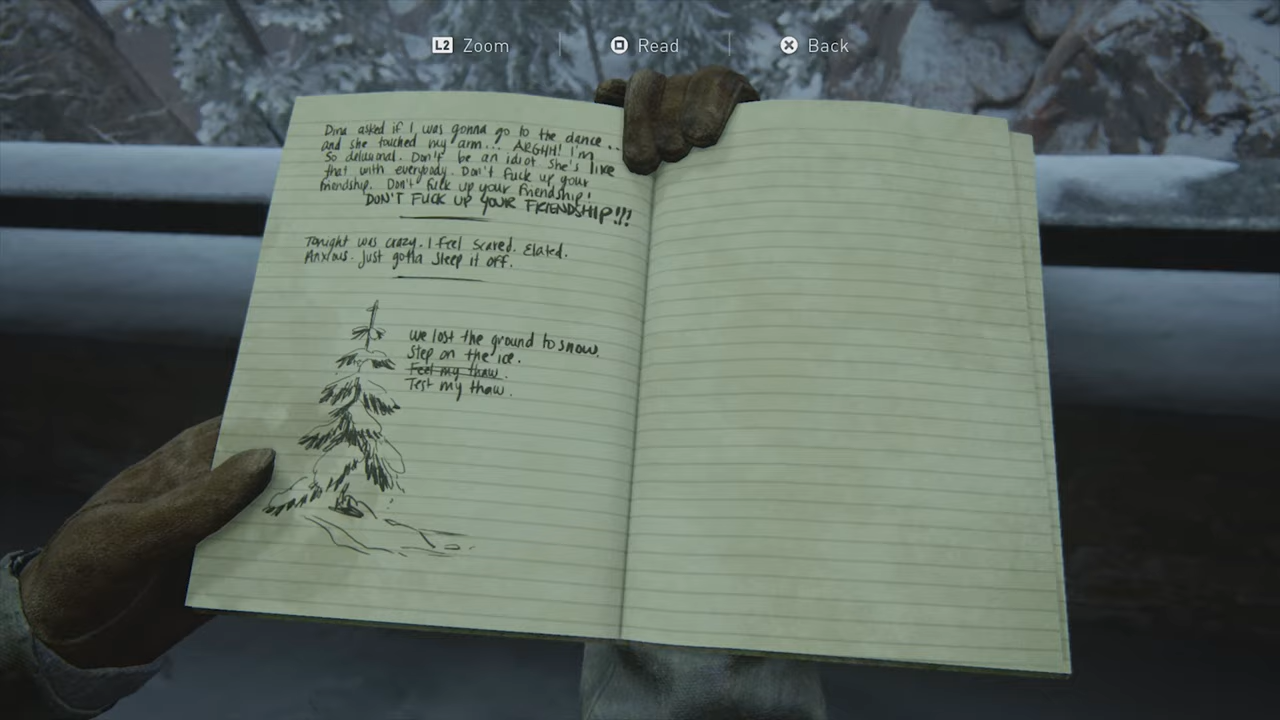 L2 Zoom | Read | Back
Dina asked if I was gonna go to the dance...
and she touched my arm... ARGHH! I'm
so delusional. Don't be an idiot she's like
that with everybody. Don't fuck up your
friendship. Don't fuck up your friendship!
DON'T FUCK UP YOUR FRIENDSHIP!!!
Tonight was crazy. I feel scared. Elated.
Anxious. Just gotta sleep it off.
We lost the ground to snow.
Step on the ice.
Feel my thaw.
Test my thaw.